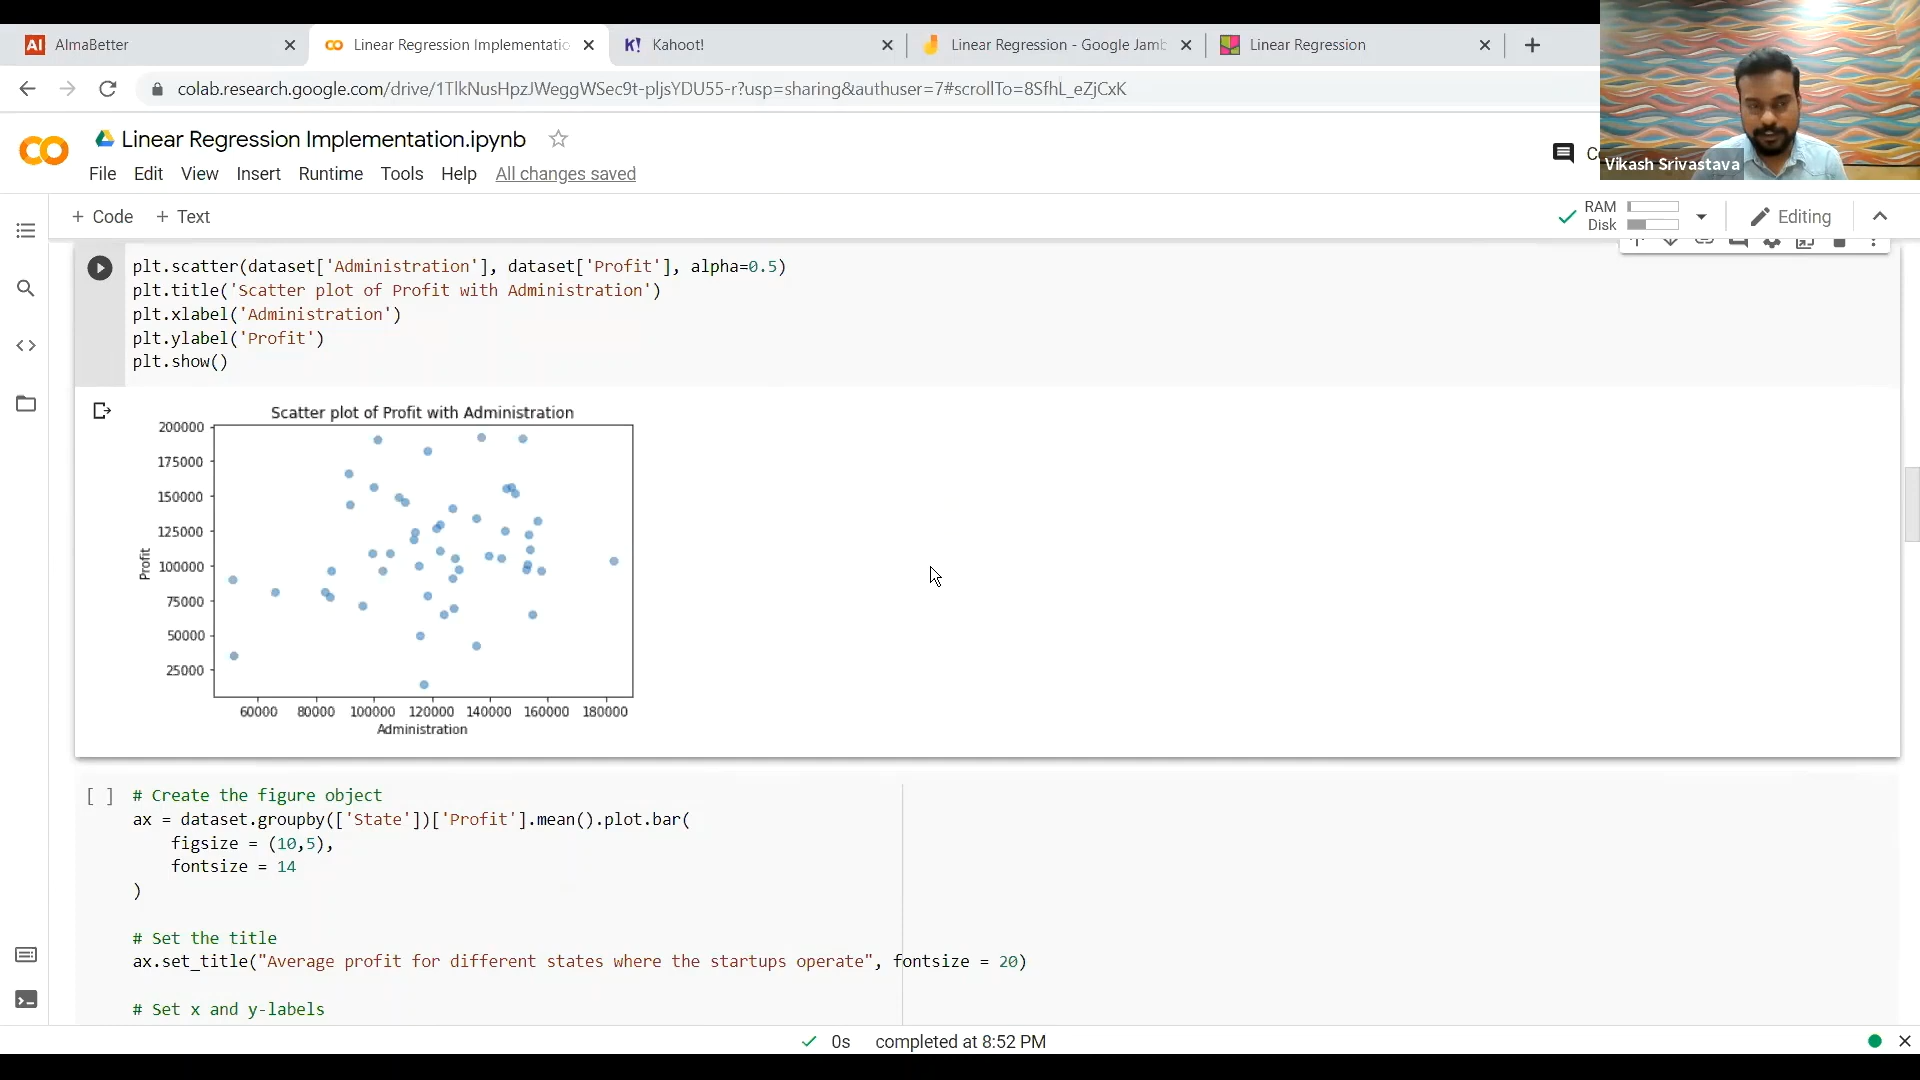 AlmaBetter
Linear Regression Implementatio
Kahoot!
Linear Regression - Google Jamb
Linear Regression
colab.research.google.com/drive/1TlkNusHpzJWeggWSec9t-pljsYDU55-r?usp=sharing&authuser=7#scrollTo=8SfhL_eZjCxK
Linear Regression Implementation.ipynb
File Edit View Insert Runtime Tools Help All changes saved
Vikash Srivastava
+ Code + Text
RAM
Disk
Editing
plt.scatter(dataset['Administration'], dataset['Profit'], alpha=0.5)
plt.title('Scatter plot of Profit with Administration')
plt.xlabel('Administration')
plt.ylabel('Profit')
plt.show()
Scatter plot of Profit with Administration
200000
175000
150000
125000
100000
75000
50000
25000
Profit
60000 80000 100000 120000 140000 160000 180000
Administration
[ ] # Create the figure object
ax = dataset.groupby(['State'])['Profit'].mean().plot.bar(
figsize = (10,5),
fontsize = 14
)
# Set the title
ax.set_title("Average profit for different states where the startups operate", fontsize = 20)
# Set x and y-labels
0s completed at 8:52 PM